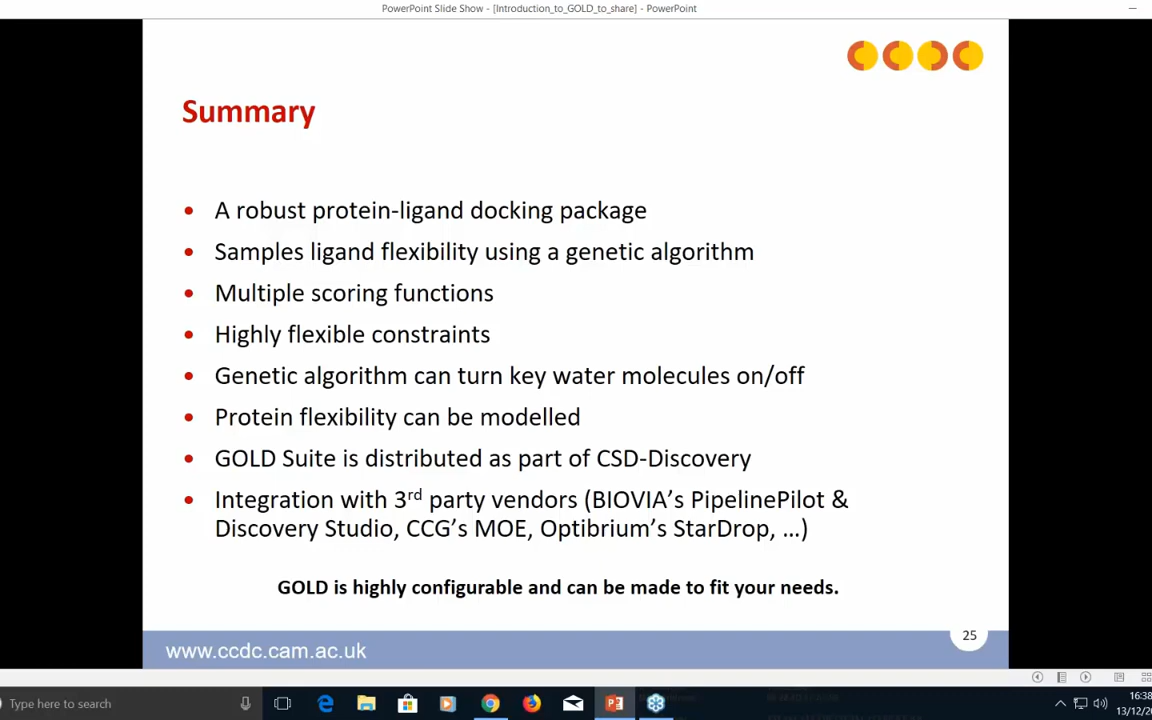 PowerPoint Slide Show - [Introduction_to_GOLD_to_share] - PowerPoint
Summary
• A robust protein-ligand docking package
• Samples ligand flexibility using a genetic algorithm
• Multiple scoring functions
• Highly flexible constraints
• Genetic algorithm can turn key water molecules on/off
• Protein flexibility can be modelled
• GOLD Suite is distributed as part of CSD-Discovery
• Integration with 3rd party vendors (BIOVIA’s PipelinePilot &
Discovery Studio, CCG’s MOE, Optibrium’s StarDrop, …)
GOLD is highly configurable and can be made to fit your needs.
25
www.ccdc.cam.ac.uk
Type here to search
16:38
13/12/20